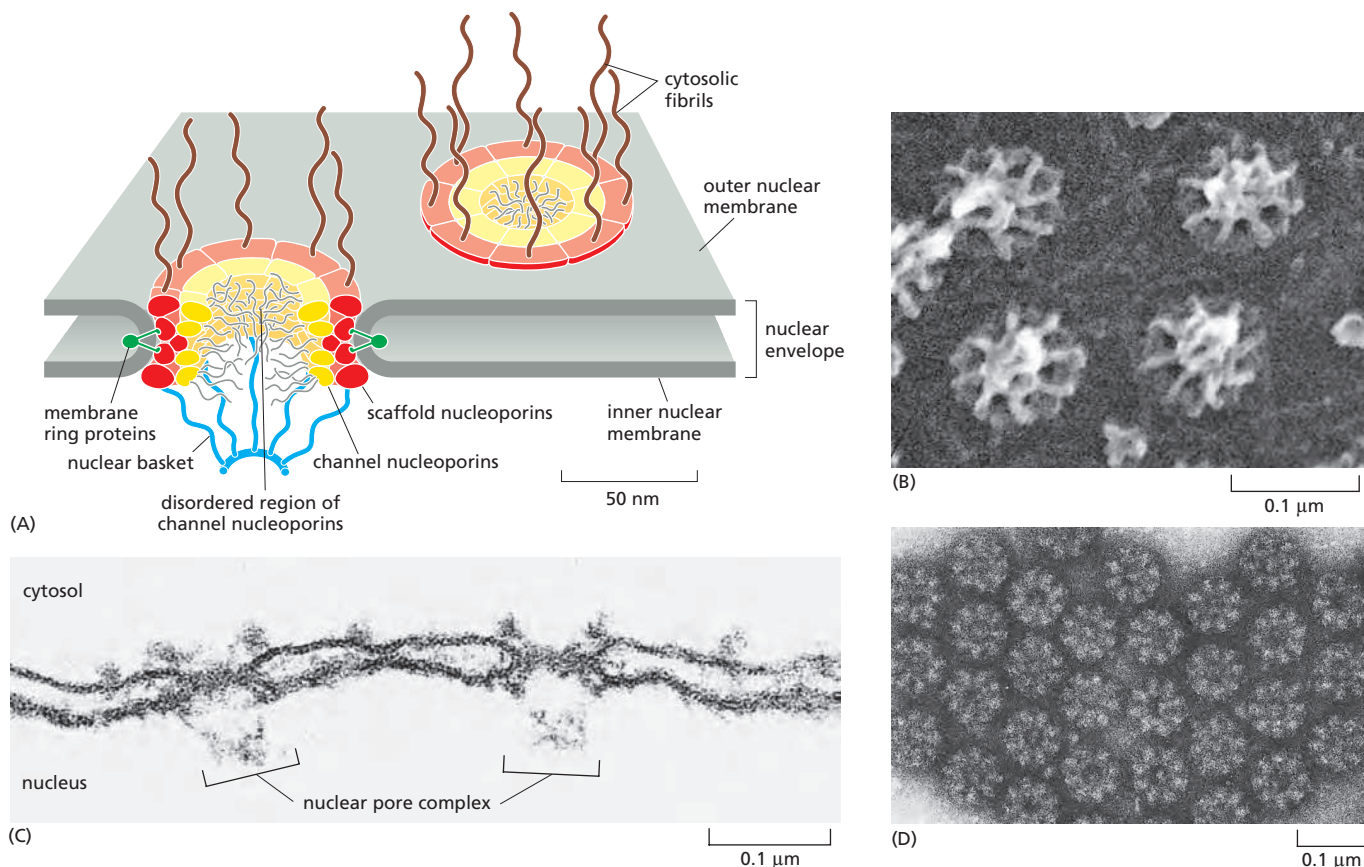 cytosolic
fibrils
outer nuclear
membrane
nuclear
envelope
membrane
ring proteins
scaffold nucleoporins
inner nuclear
membrane
nuclear basket
channel nucleoporins
disordered region of
channel nucleoporins
50 nm
(A)
(B)
0.1 μm
cytosol
nucleus
nuclear pore complex
(C)
0.1 μm
(D)
0.1 μm